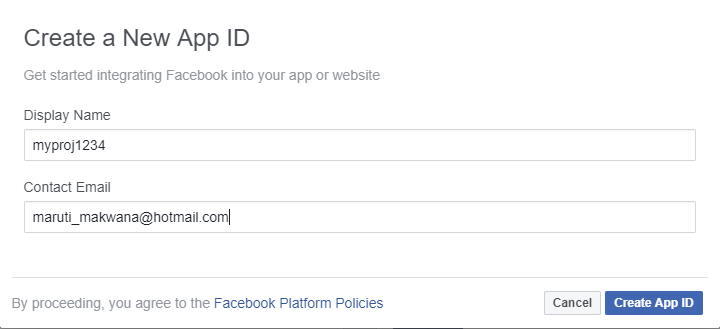 Create a New App ID
Get started integrating Facebook into your app or website
Display Name
myproj1234
Contact Email
maruti_makwana@hotmail.com
By proceeding, you agree to the Facebook Platform Policies
Cancel
Create App ID